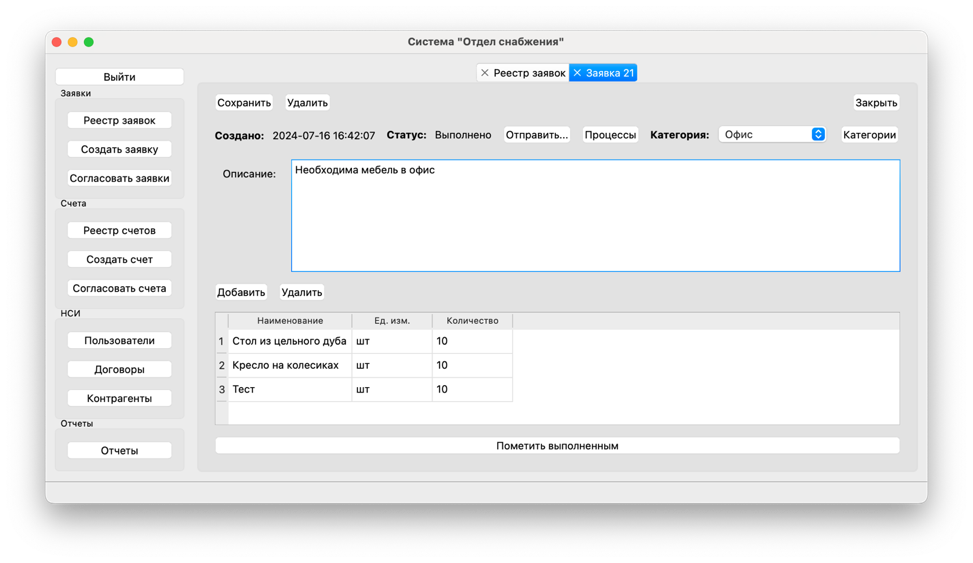 Система "Отдел снабжения"
Выйти
Заявки
Реестр заявок
Создать заявку
Согласовать заявки
Счета
Реестр счетов
Создать счет
Согласовать счета
НСИ
Пользователи
Договоры
Контрагенты
Отчеты
Отчеты
Реестр заявок Заявка 21
Сохранить Удалить Закрыть
Создано: 2024-07-16 16:42:07 Статус: Выполнено Отправить... Процессы Категория: Офис Категории
Описание: Необходима мебель в офис
Добавить Удалить
Наименование Ед. изм. Количество
1 Стол из цельного дуба шт 10
2 Кресло на колесиках шт 10
3 Тест шт 10
Пометить выполненным